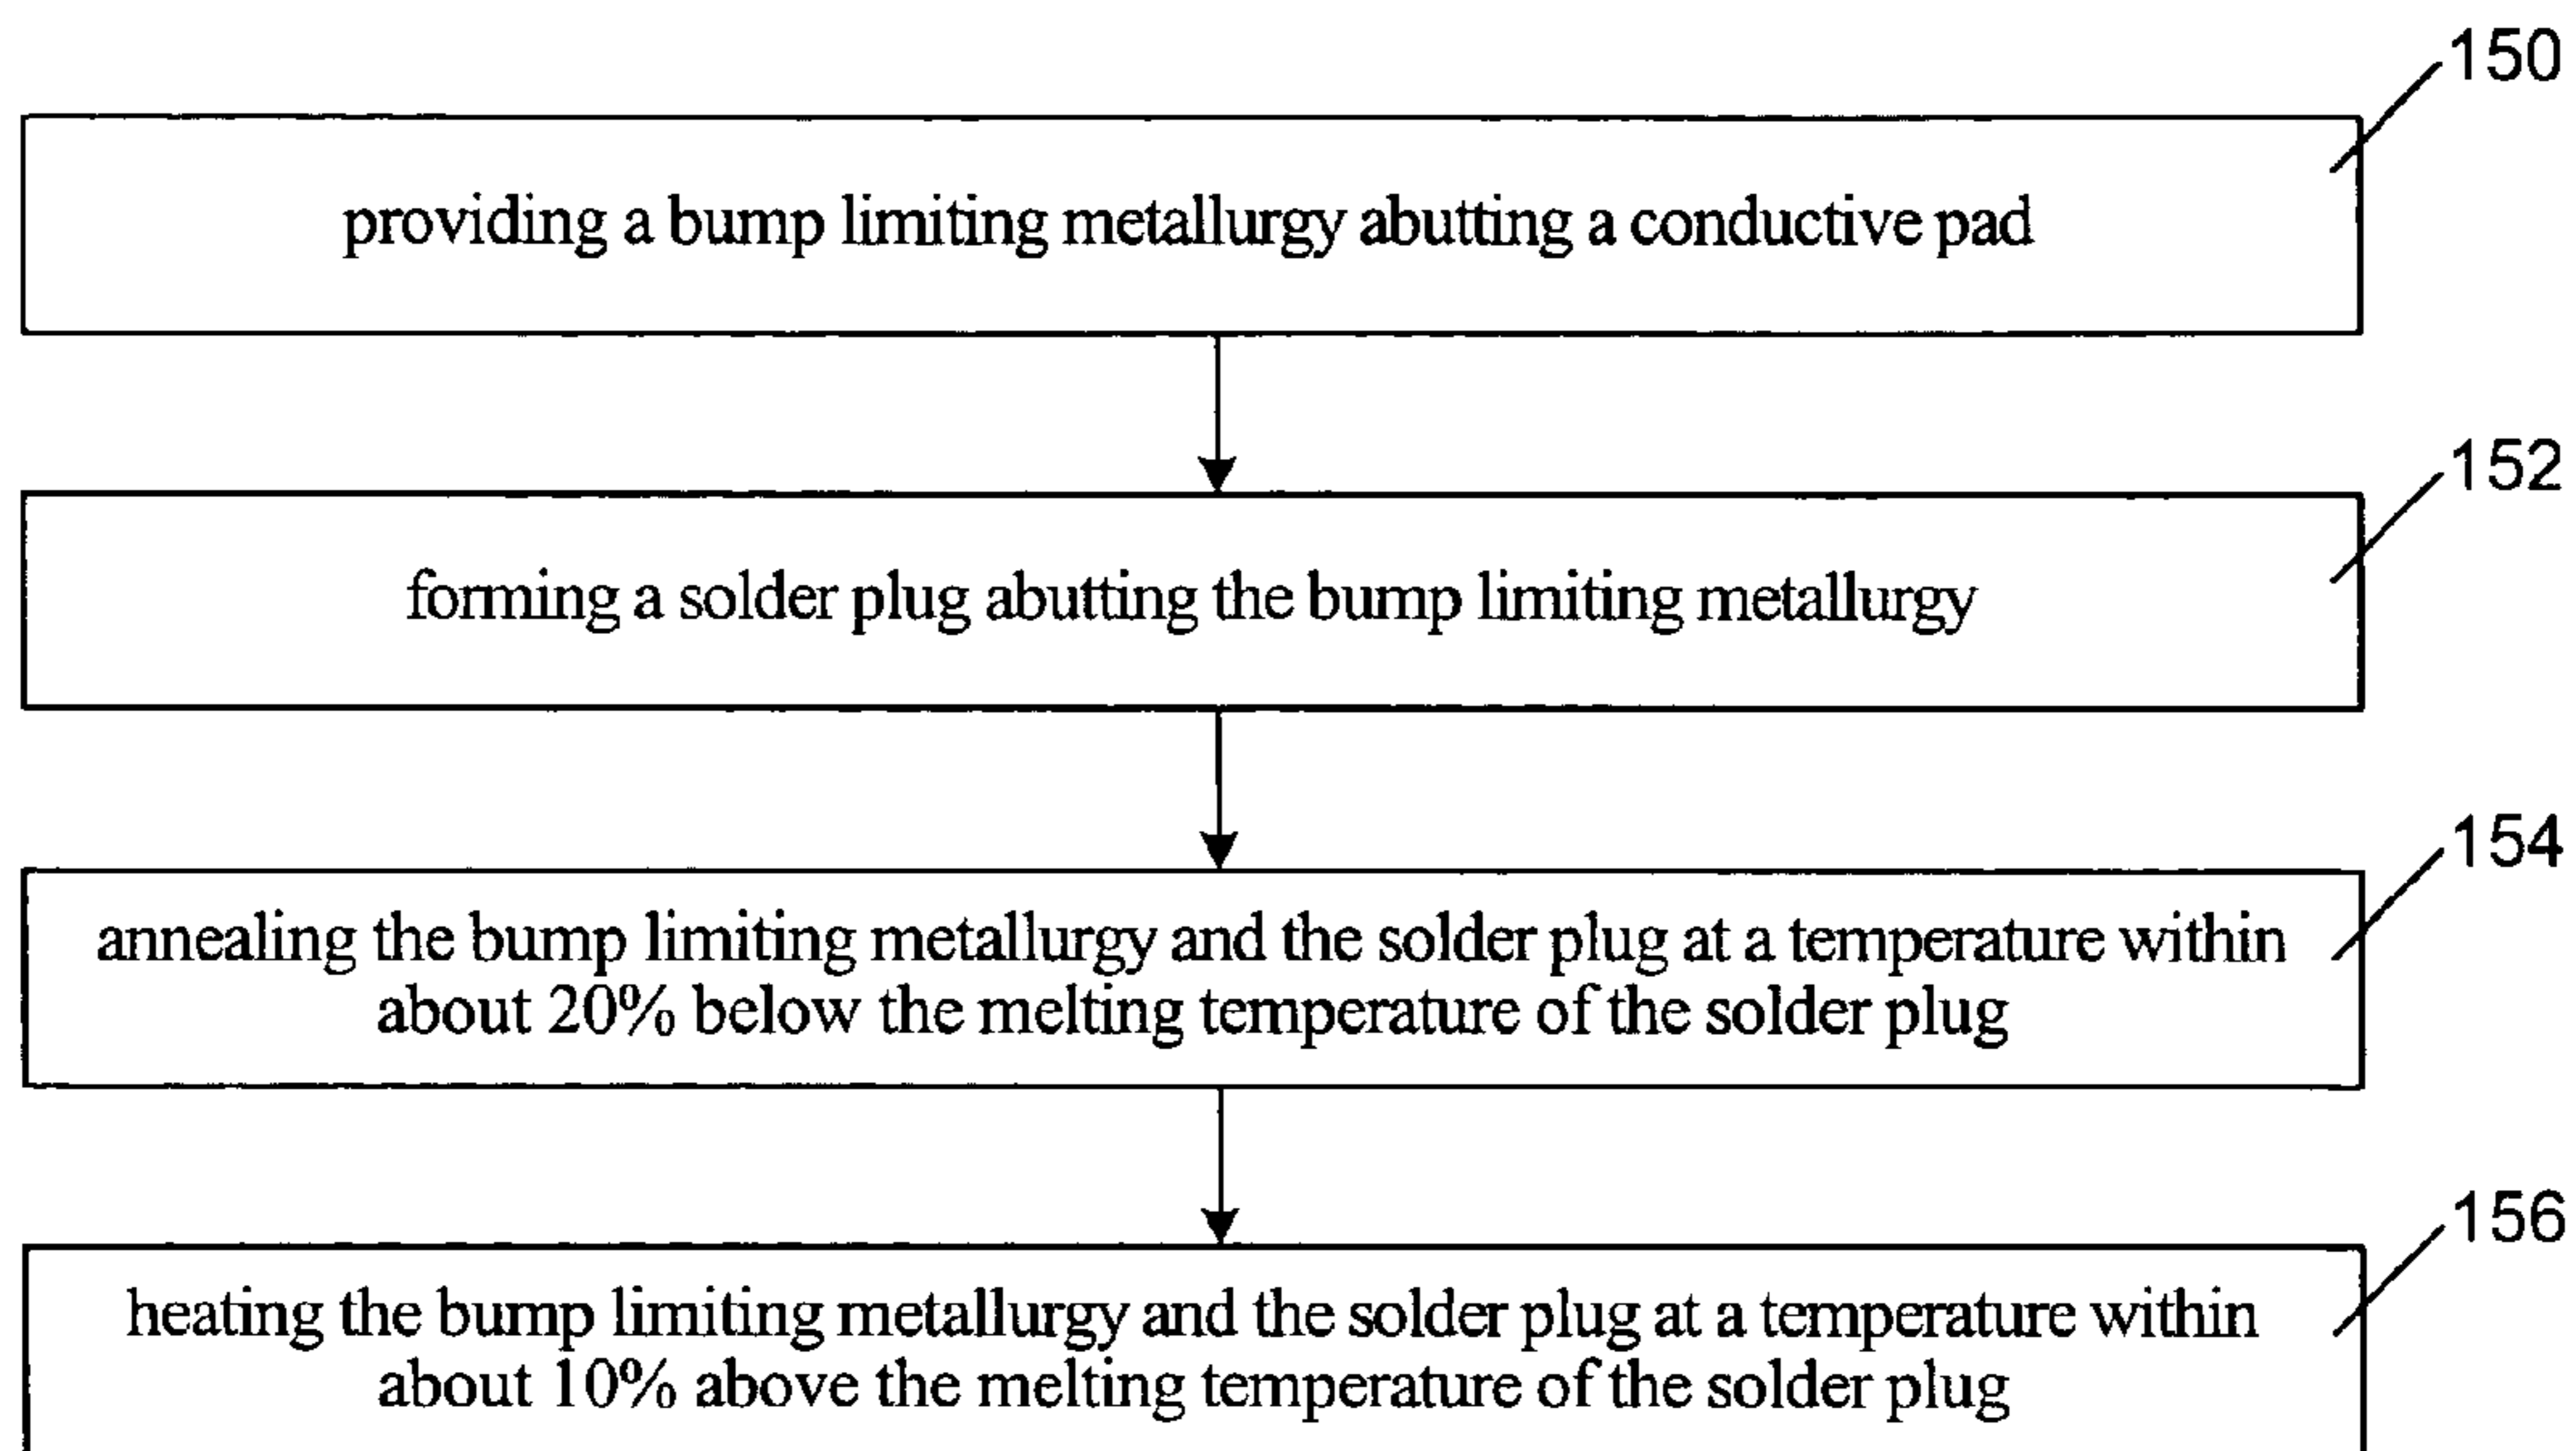 150
providing a bump limiting metallurgy abutting a conductive pad
152
forming a solder plug abutting the bump limiting metallurgy
154
annealing the bump limiting metallurgy and the solder plug at a temperature within
about 20% below the melting temperature of the solder plug
156
heating the bump limiting metallurgy and the solder plug at a temperature within
about 10% above the melting temperature of the solder plug